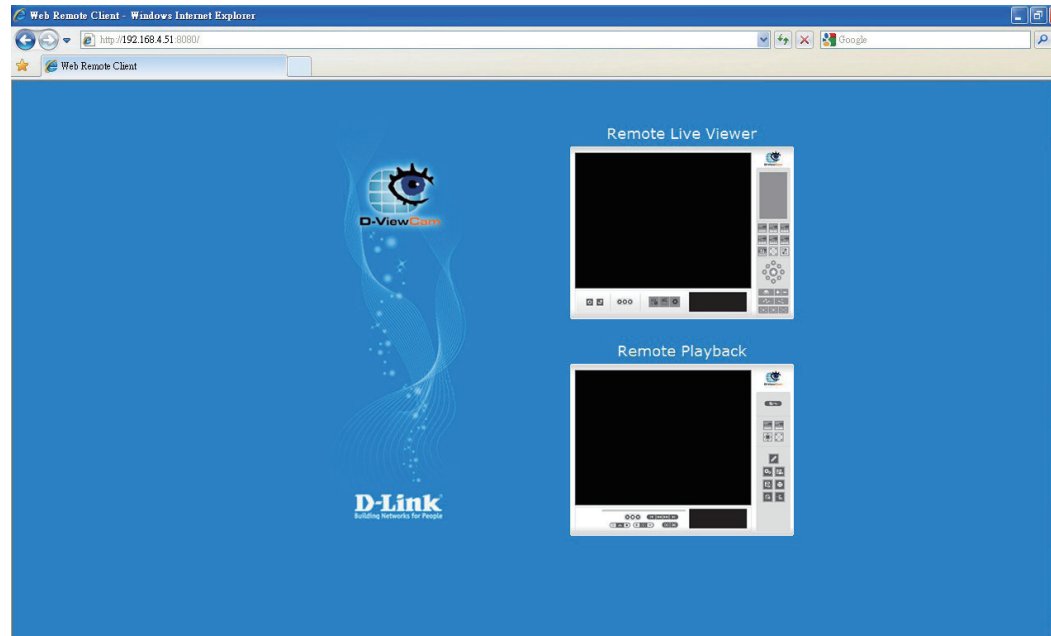 Web Remote Client - Windows Internet Explorer
http://192.168.4.51:8080/
Google
Web Remote Client
Remote Live Viewer
D-ViewCam
Remote Playback
D-Link
Building Networks for People